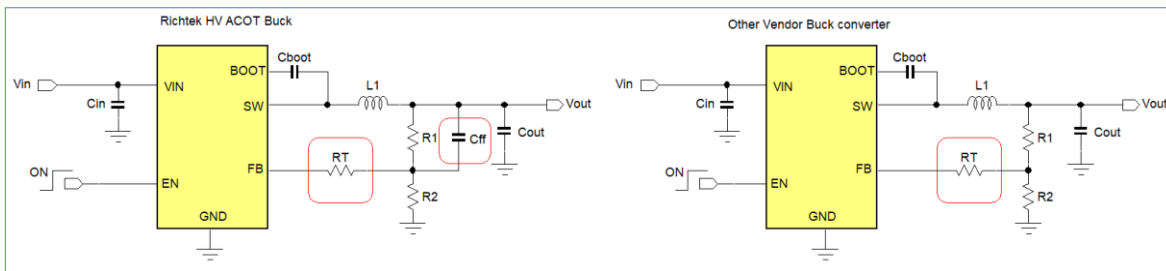 Richtek HV ACOT Buck
Other Vendor Buck converter
Cboot
BOOT
L1
Vin
VIN
SW
Vout
Cin
R1
Cff
Cout
RT
FB
ON
EN
R2
GND
Cboot
BOOT
L1
Vin
VIN
SW
Vout
Cin
R1
Cout
RT
FB
ON
EN
R2
GND